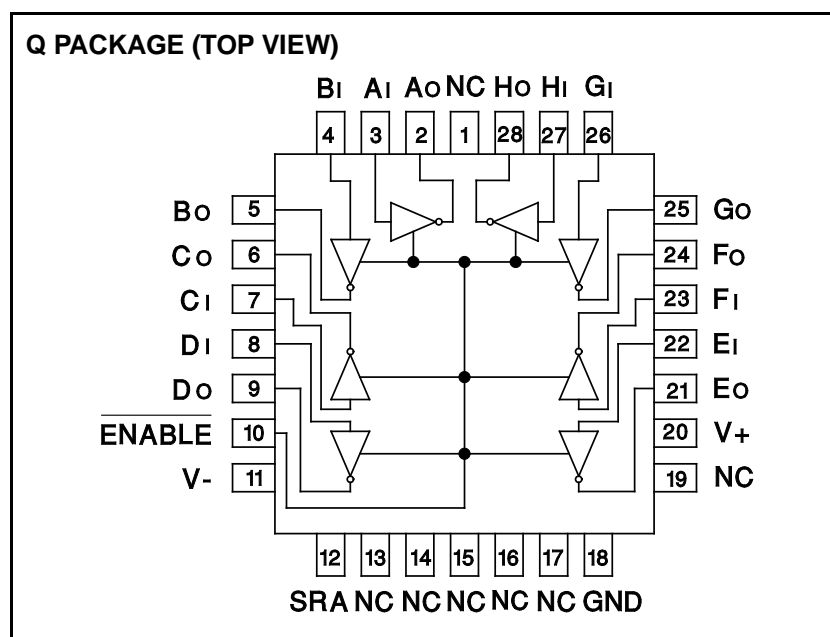 Q PACKAGE (TOP VIEW)
BI AI AO NC HO HI GI
4 3 2 1 28 27 26
BO 5 25 GO
CO 6 24 FO
CI 7 23 FI
DI 8 22 EI
DO 9 21 EO
ENABLE 10 20 V+
V- 11 19 NC
12 13 14 15 16 17 18
SRA NC NC NC NC NC GND